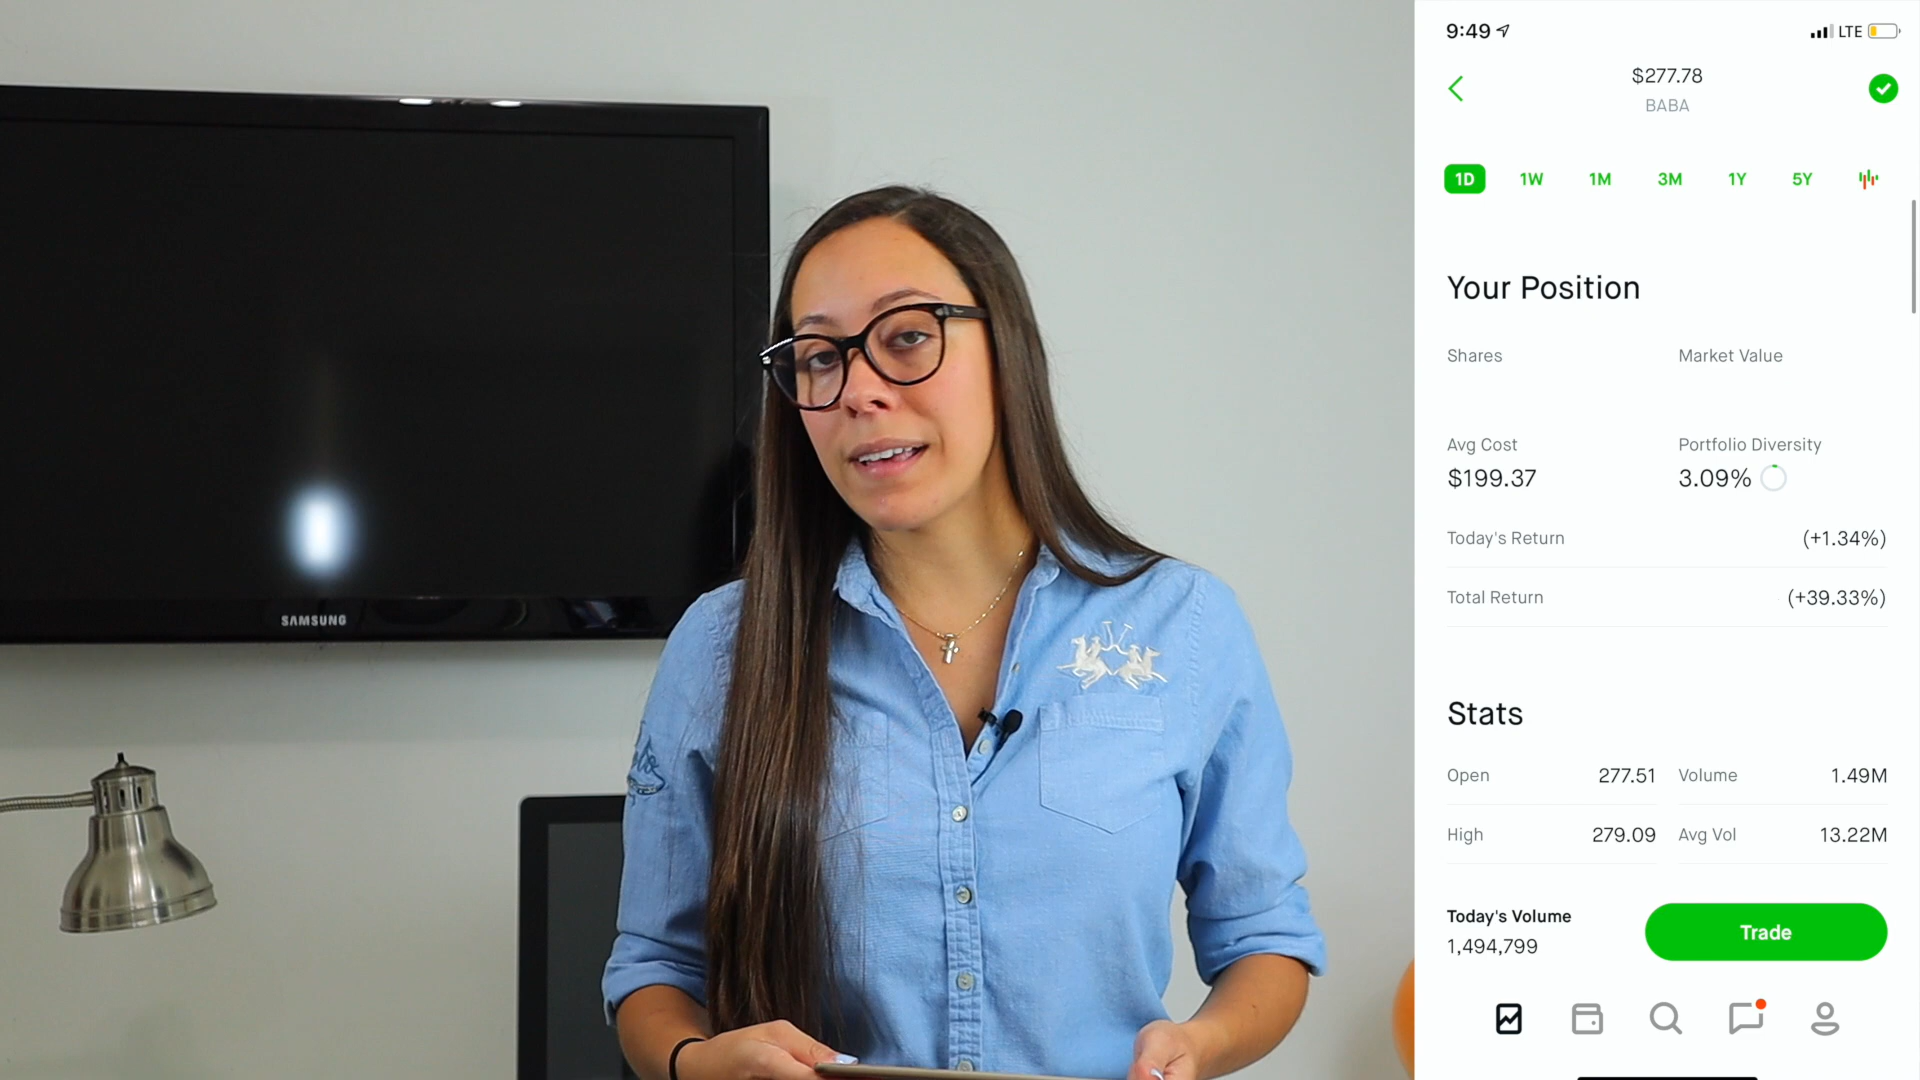 SAMSUNG
9:49
LTE
$277.78
BABA
1D 1W 1M 3M 1Y 5Y
Your Position
Shares Market Value
Avg Cost Portfolio Diversity
$199.37 3.09%
Today's Return (+1.34%)
Total Return (+39.33%)
Stats
Open 277.51 Volume 1.49M
High 279.09 Avg Vol 13.22M
Today's Volume
1,494,799
Trade